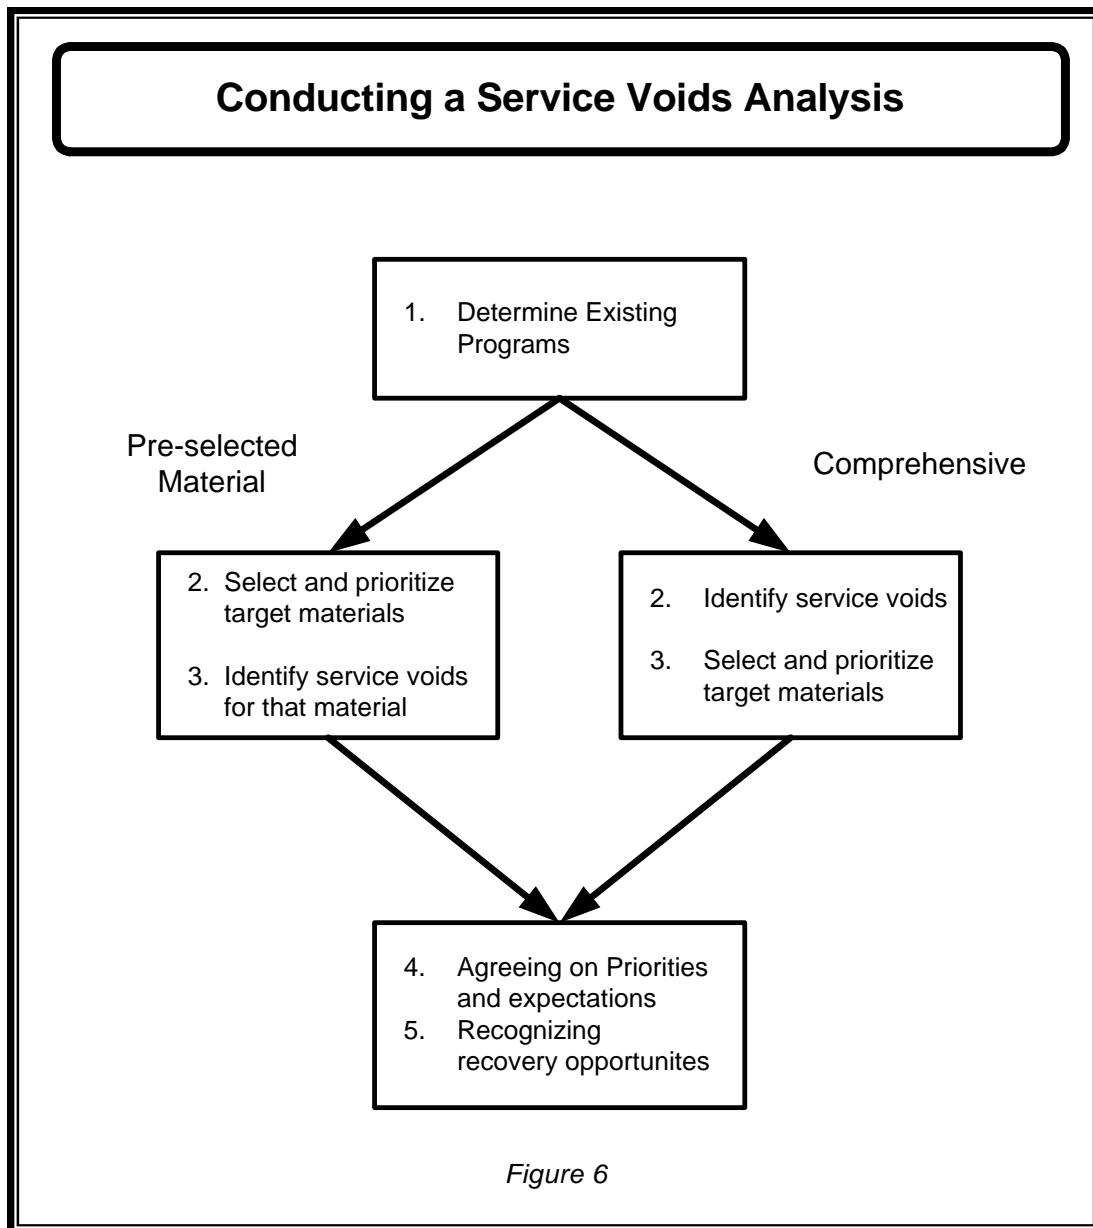 Conducting a Service Voids Analysis
1. Determine Existing
Programs
Pre-selected
Material
Comprehensive
2. Select and prioritize
target materials
3. Identify service voids
for that material
2. Identify service voids
3. Select and prioritize
target materials
4. Agreeing on Priorities
and expectations
5. Recognizing
recovery opportunites
Figure 6